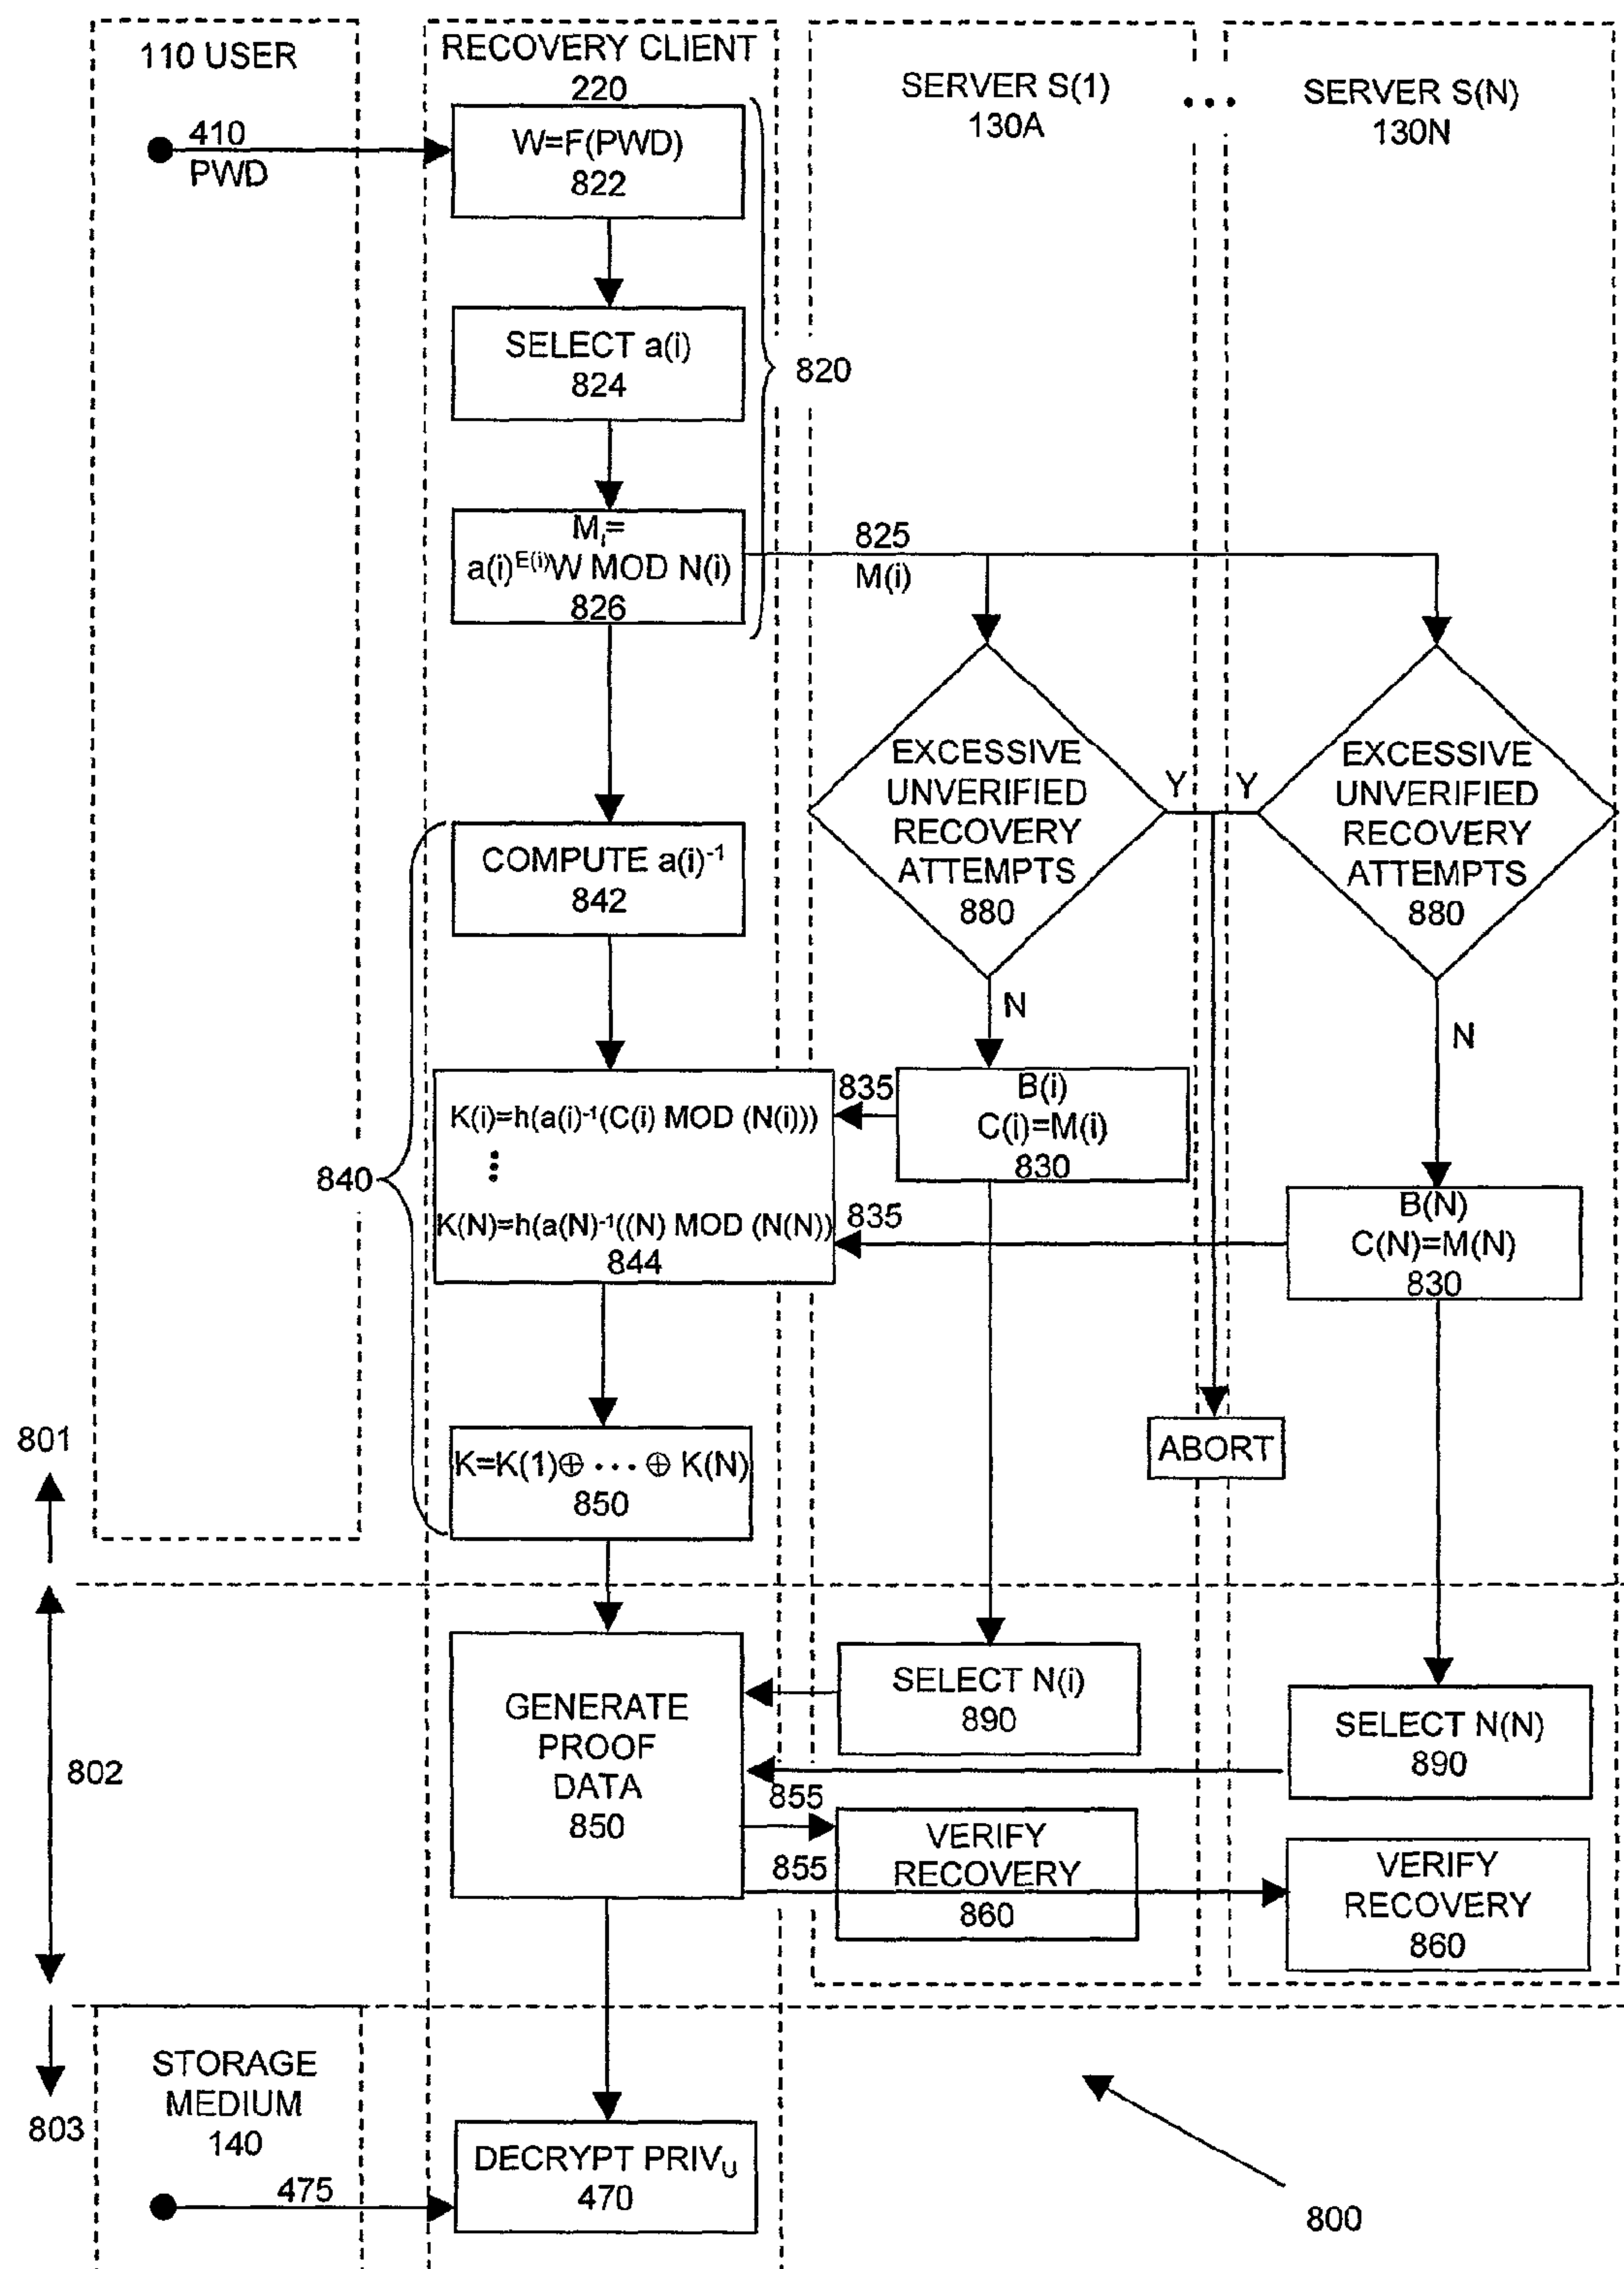 110 USER
RECOVERY CLIENT
220
SERVER S(1)
130A
•••
SERVER S(N)
130N
410
PWD
W=F(PWD)
822
SELECT a(i)
824
820
M_i=
a(i)^{E(i)}W MOD N(i)
826
825
M(i)
EXCESSIVE
UNVERIFIED
RECOVERY
ATTEMPTS
880
Y
Y
EXCESSIVE
UNVERIFIED
RECOVERY
ATTEMPTS
880
COMPUTE a(i)⁻¹
842
N
N
840
K(i)=h(a(i)⁻¹(C(i) MOD (N(i)))
⋮
K(N)=h(a(N)⁻¹((N) MOD (N(N))
844
835
B(i)
C(i)=M(i)
830
835
B(N)
C(N)=M(N)
830
ABORT
801
K=K(1)⊕ ••• ⊕ K(N)
850
802
GENERATE
PROOF
DATA
850
SELECT N(i)
890
SELECT N(N)
890
855
855
VERIFY
RECOVERY
860
VERIFY
RECOVERY
860
803
STORAGE
MEDIUM
140
475
DECRYPT PRIV_U
470
800